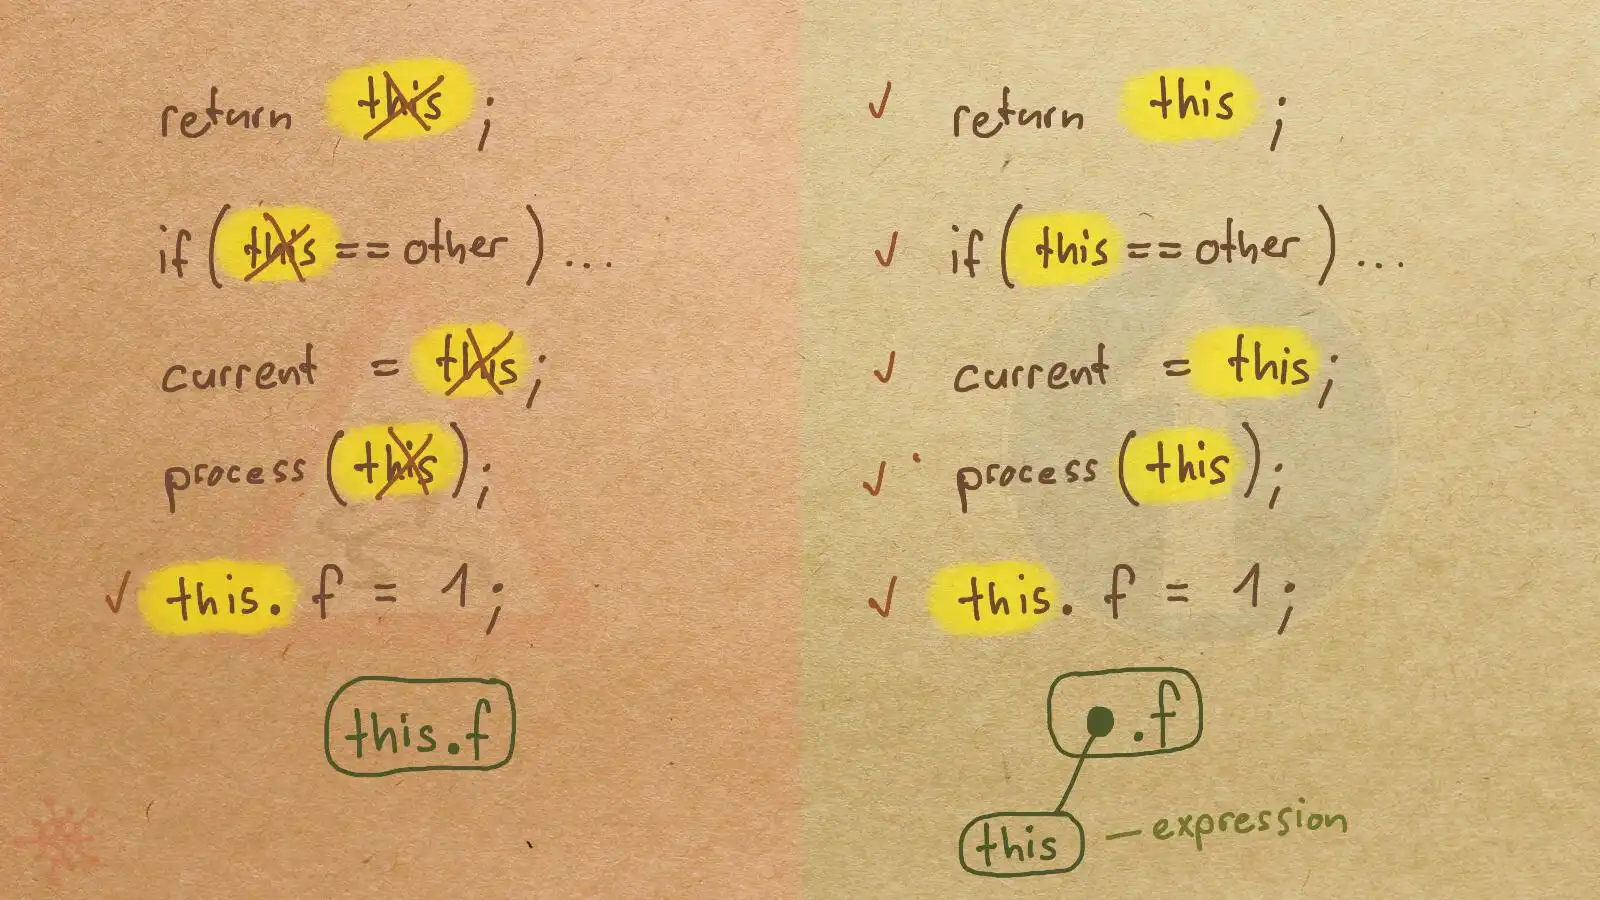 return this ;
if ( this == other ) ...
current = this ;
process ( this ) ;
✓ this. f = 1 ;
this.f
✓ return this ;
✓ if ( this == other ) ...
✓ current = this ;
✓ process ( this ) ;
✓ this. f = 1 ;
.f
this — expression